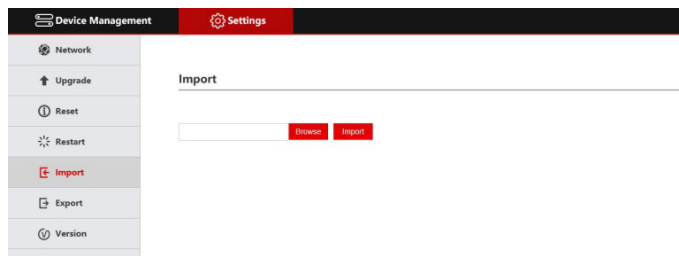 Device Management
Settings
Network
Upgrade
Import
Reset
Browse
Import
Restart
Import
Export
Version